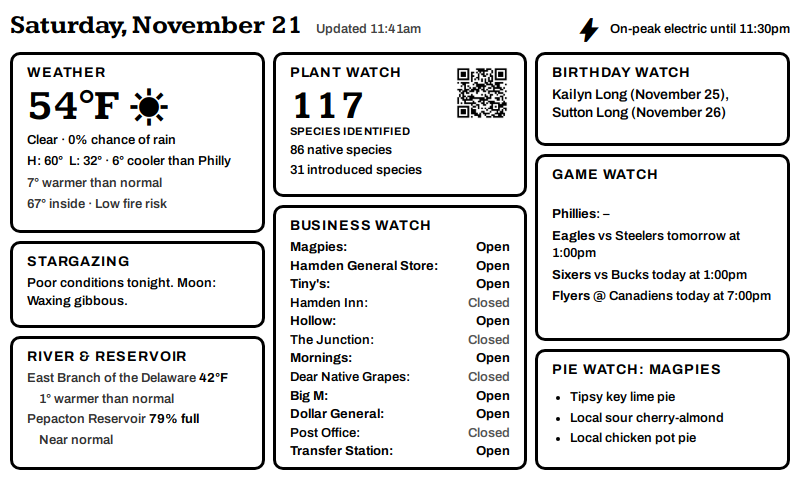 Saturday, November 21
Updated 11:41am
On-peak electric until 11:30pm
WEATHER
54°F
Clear · 0% chance of rain
H: 60° L: 32° · 6° cooler than Philly
7° warmer than normal
67° inside · Low fire risk
STARGAZING
Poor conditions tonight. Moon:
Waxing gibbous.
RIVER & RESERVOIR
East Branch of the Delaware 42°F
1° warmer than normal
Pepacton Reservoir 79% full
Near normal
PLANT WATCH
117
SPECIES IDENTIFIED
86 native species
31 introduced species
BUSINESS WATCH
Magpies: Open
Hamden General Store: Open
Tiny's: Open
Hamden Inn: Closed
Hollow: Open
The Junction: Closed
Mornings: Open
Dear Native Grapes: Closed
Big M: Open
Dollar General: Open
Post Office: Closed
Transfer Station: Open
BIRTHDAY WATCH
Kailyn Long (November 25),
Sutton Long (November 26)
GAME WATCH
Phillies: –
Eagles vs Steelers tomorrow at
1:00pm
Sixers vs Bucks today at 1:00pm
Flyers @ Canadiens today at 7:00pm
PIE WATCH: MAGPIES
• Tipsy key lime pie
• Local sour cherry-almond
• Local chicken pot pie